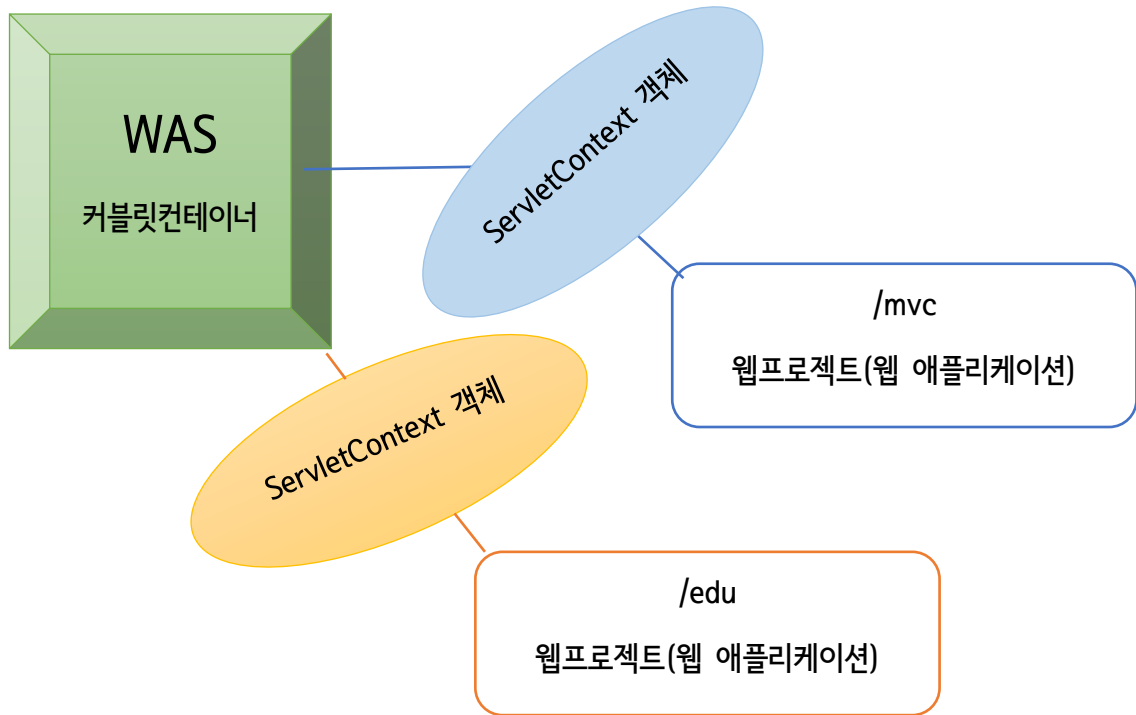 WAS
커블릿컨테이너
ServletContext 객체
/mvc
웹프로젝트(웹 애플리케이션)
ServletContext 객체
/edu
웹프로젝트(웹 애플리케이션)